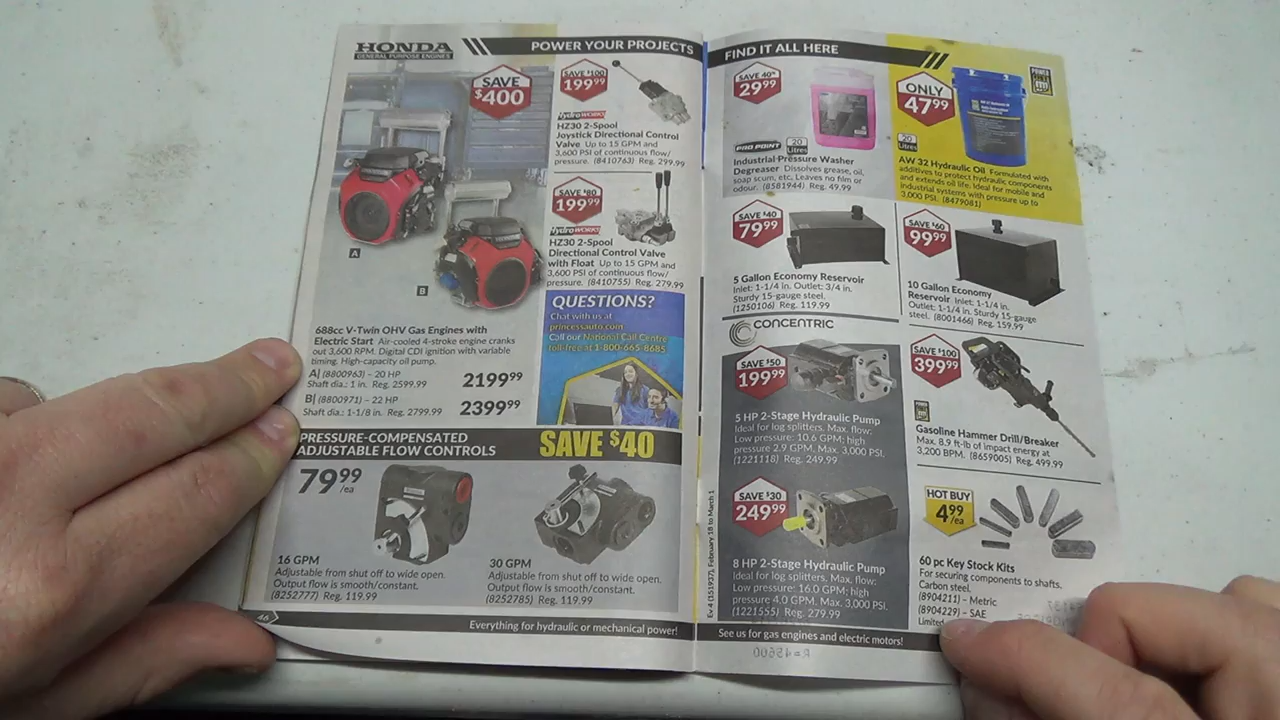 HONDA
GENERAL PURPOSE ENGINES
POWER YOUR PROJECTS
SAVE $400
A
B
688cc V-Twin OHV Gas Engines with
Electric Start Air-cooled 4-stroke engine cranks
out 3,600 RPM. Digital CDI ignition with variable
timing. High-capacity oil pump.
A| (8800963) – 20 HP
Shaft dia.: 1 in. Reg. 2599.99
2199.99
B| (8800971) – 22 HP
Shaft dia.: 1-1/8 in. Reg. 2799.99
2399.99
SAVE $100
199.99
HydroWORKS
HZ30 2-Spool
Joystick Directional Control
Valve Up to 15 GPM and
3,600 PSI of continuous flow/
pressure. (8410763) Reg. 299.99
SAVE $80
199.99
HydroWORKS
HZ30 2-Spool
Directional Control Valve
with Float Up to 15 GPM and
3,600 PSI of continuous flow/
pressure. (8410755) Reg. 279.99
QUESTIONS?
Chat with us at
princessauto.com
Call our National Call Centre
toll-free at 1-800-665-8685
PRESSURE-COMPENSATED
ADJUSTABLE FLOW CONTROLS
SAVE $40
79.99
/ea
16 GPM
Adjustable from shut off to wide open.
Output flow is smooth/constant.
(8252777) Reg. 119.99
30 GPM
Adjustable from shut off to wide open.
Output flow is smooth/constant.
(8252785) Reg. 119.99
46
Everything for hydraulic or mechanical power!
FIND IT ALL HERE
SAVE 40%
29.99
PRO POINT
20
Litres
Industrial Pressure Washer
Degreaser Dissolves grease, oil,
soap scum, etc. Leaves no film or
odour. (8581944) Reg. 49.99
ONLY
47.99
20
Litres
POWER
AW 32 Hydraulic Oil Formulated with
additives to protect hydraulic components
and extends oil life. Ideal for mobile and
industrial systems with pressure up to
3,000 PSI. (8479081)
SAVE $40
79.99
5 Gallon Economy Reservoir
Inlet: 1-1/4 in. Outlet: 3/4 in.
Sturdy 15-gauge steel.
(1250106) Reg. 119.99
SAVE $60
99.99
10 Gallon Economy
Reservoir Inlet: 1-1/4 in.
Outlet: 1-1/4 in. Sturdy 15-gauge
steel. (8001466) Reg. 159.99
CONCENTRIC
SAVE $50
199.99
5 HP 2-Stage Hydraulic Pump
Ideal for log splitters. Max. flow:
Low pressure: 10.6 GPM; high
pressure 2.9 GPM. Max. 3,000 PSI.
(1221118) Reg. 249.99
SAVE $30
249.99
8 HP 2-Stage Hydraulic Pump
Ideal for log splitters. Max. flow:
Low pressure: 16.0 GPM; high
pressure 4.0 GPM. Max. 3,000 PSI.
(1221555) Reg. 279.99
SAVE $100
399.99
Gasoline Hammer Drill/Breaker
Max. 8.9 ft-lb of impact energy at
3,200 BPM. (8659005) Reg. 499.99
HOT BUY
4.99
/ea
60 pc Key Stock Kits
For securing components to shafts.
Carbon steel.
(8904211) – Metric
(8904229) – SAE
Limited
Ev 4 (151937), February 18 to March 1
See us for gas engines and electric motors!